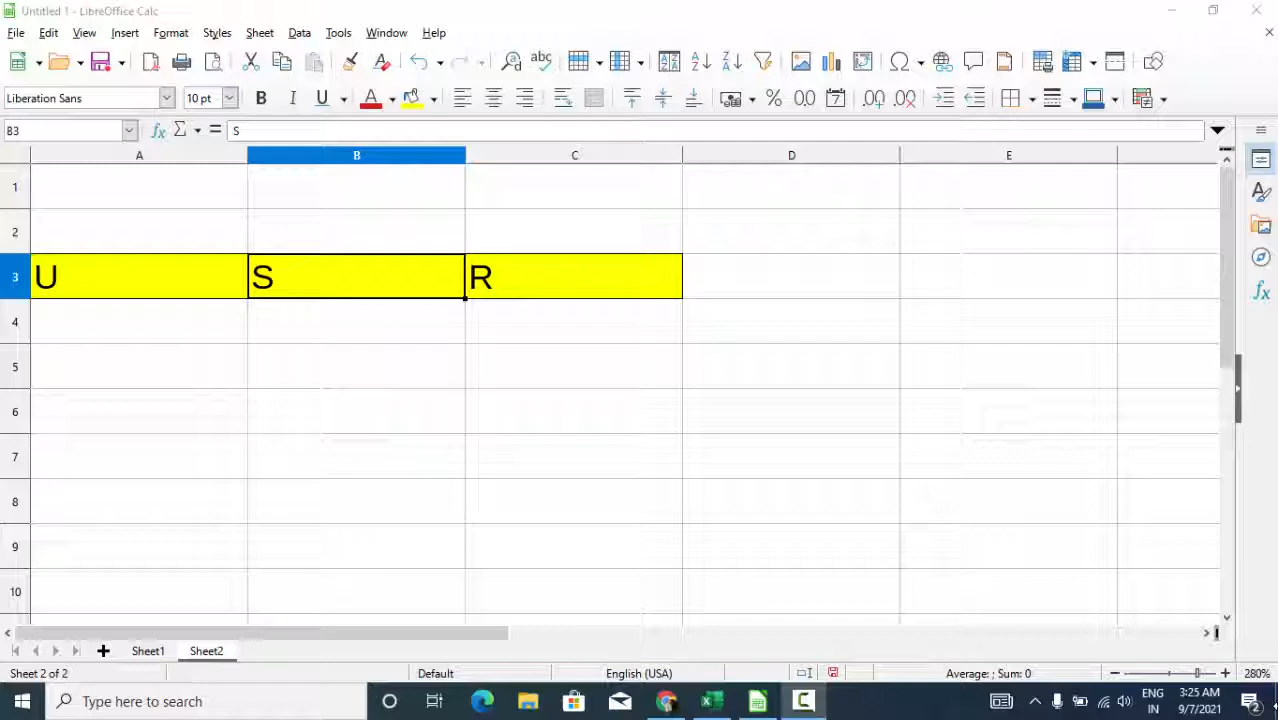 Untitled 1 - LibreOffice Calc
File Edit View Insert Format Styles Sheet Data Tools Window Help
Liberation Sans 10 pt B I U A
B3 fx Σ = S
A B C D E
1
2
3 U S R
4
5
6
7
8
9
10
Sheet1 Sheet2
Sheet 2 of 2 Default English (USA) Average: ; Sum: 0 280%
Type here to search
ENG 3:25 AM
IN 9/7/2021 2